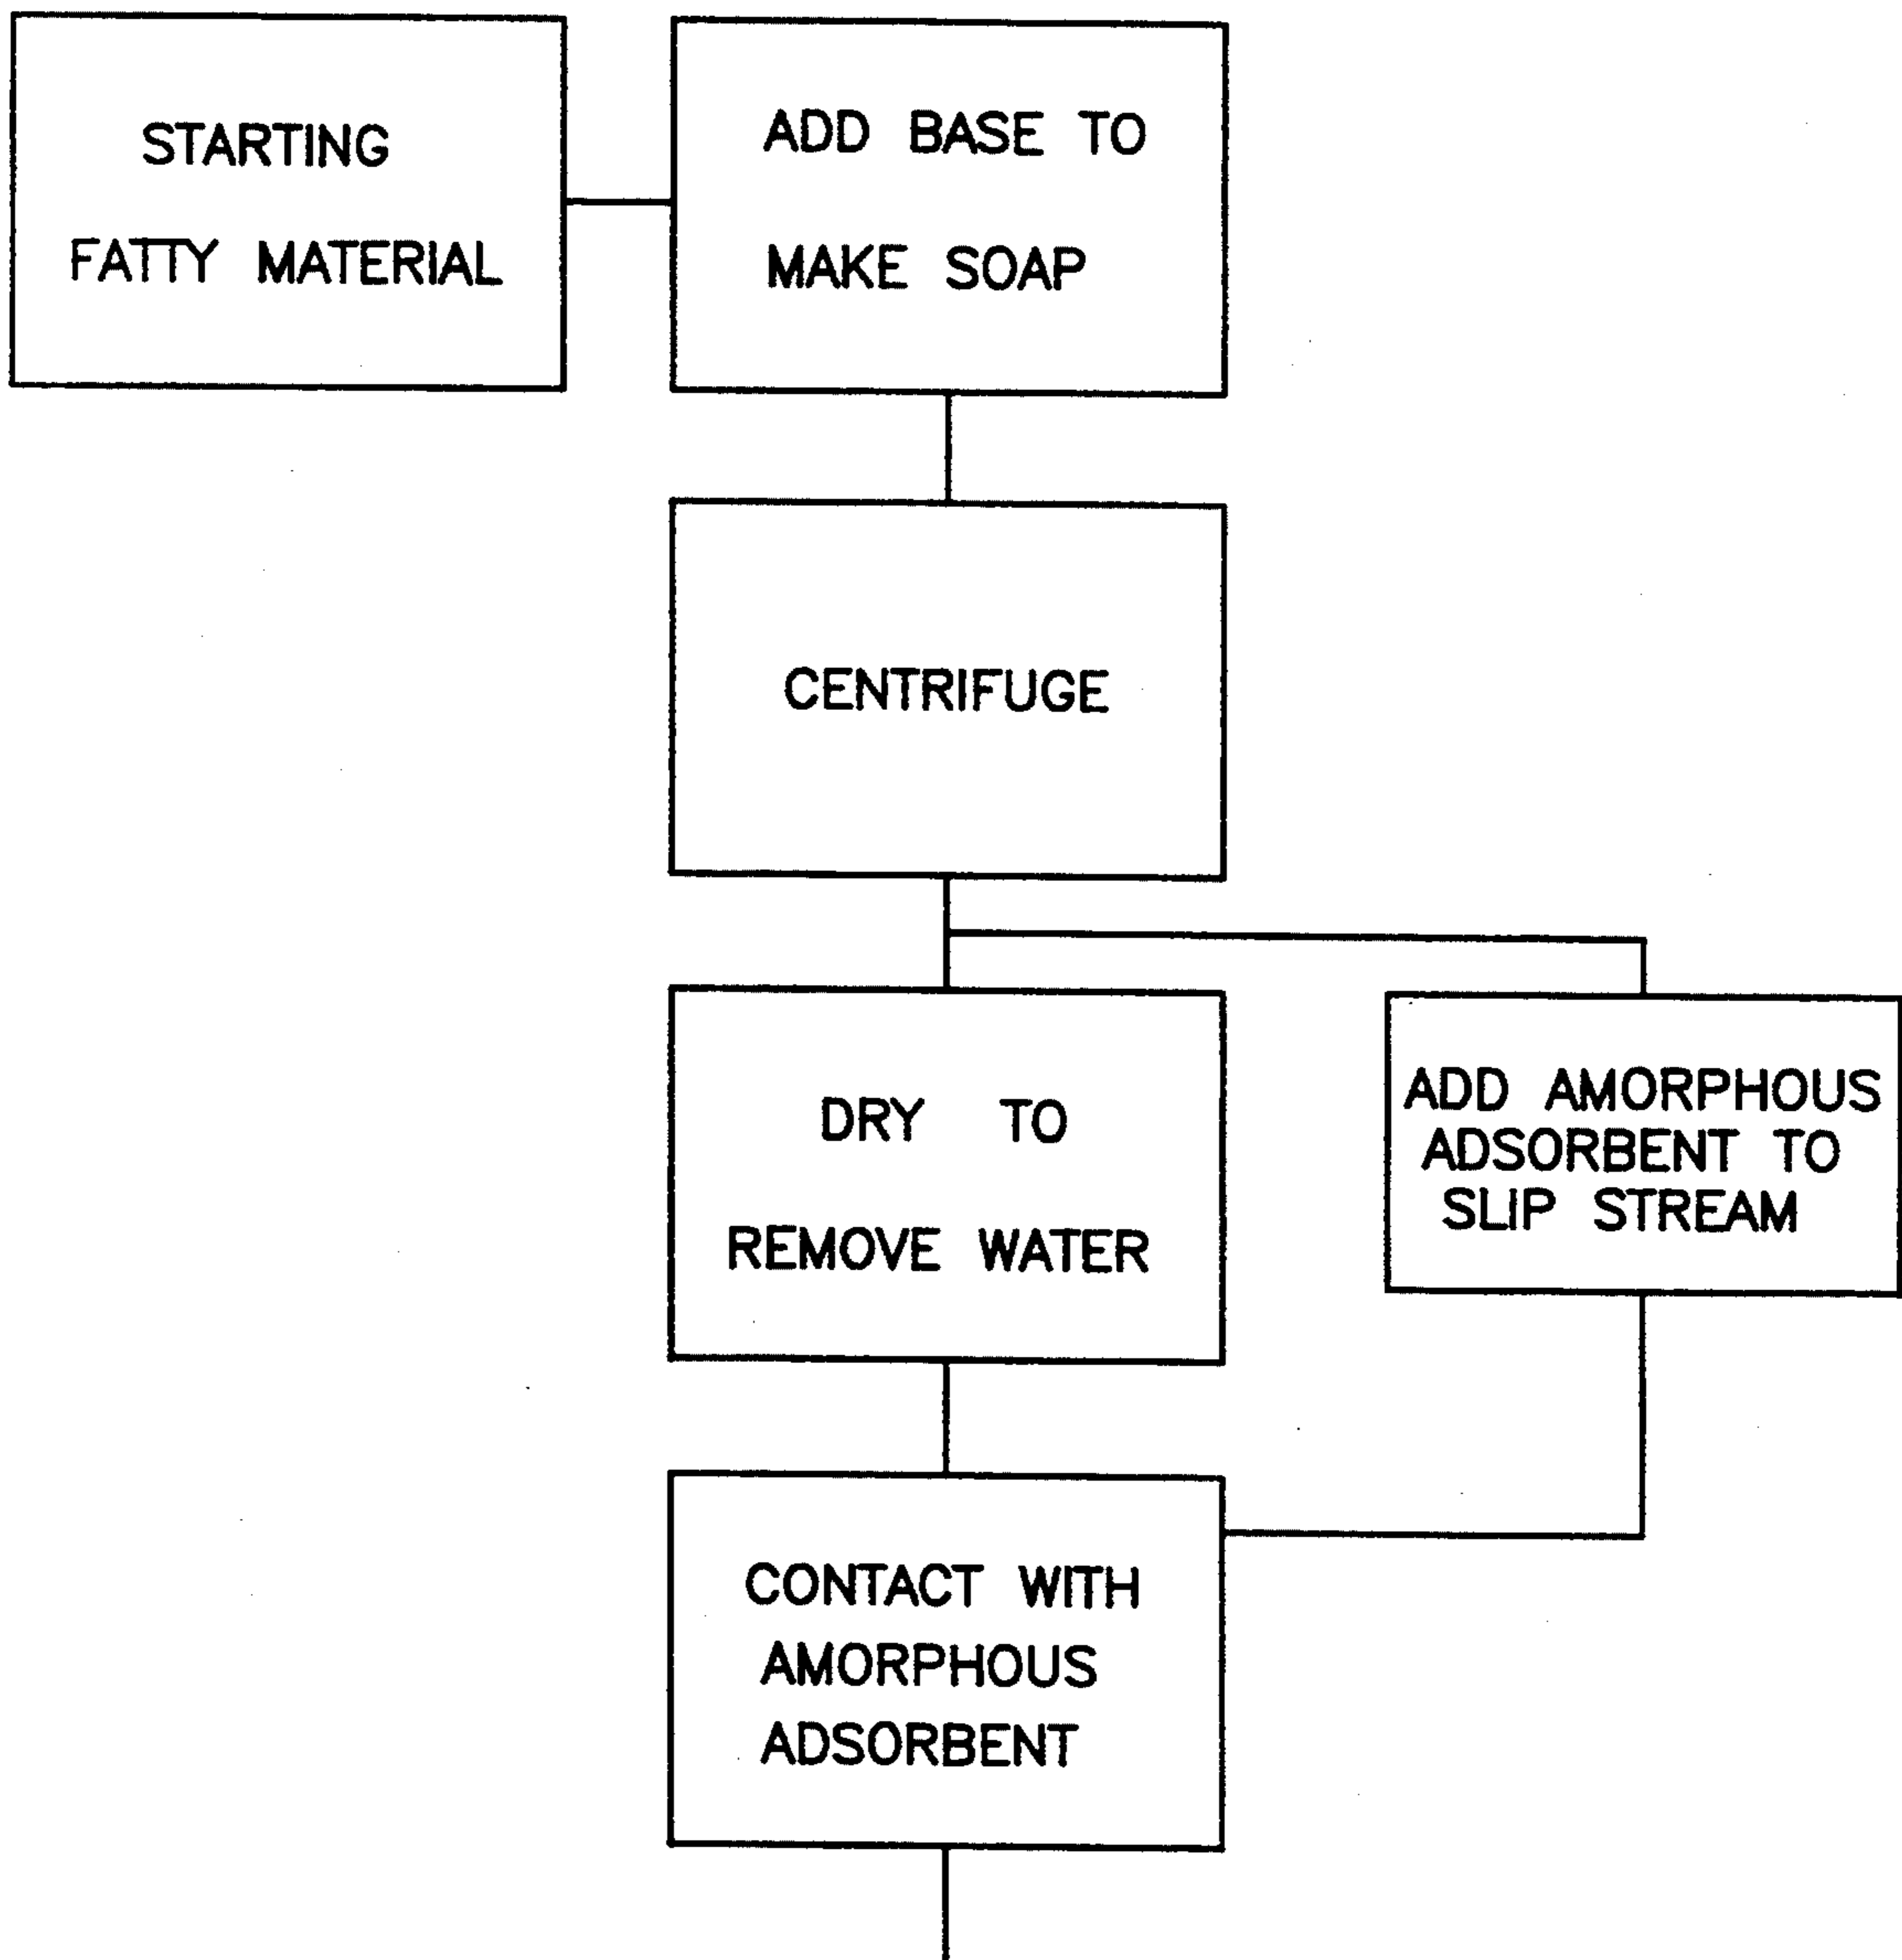 STARTING
FATTY MATERIAL
ADD BASE TO
MAKE SOAP
CENTRIFUGE
DRY TO
REMOVE WATER
ADD AMORPHOUS
ADSORBENT TO
SLIP STREAM
CONTACT WITH
AMORPHOUS
ADSORBENT